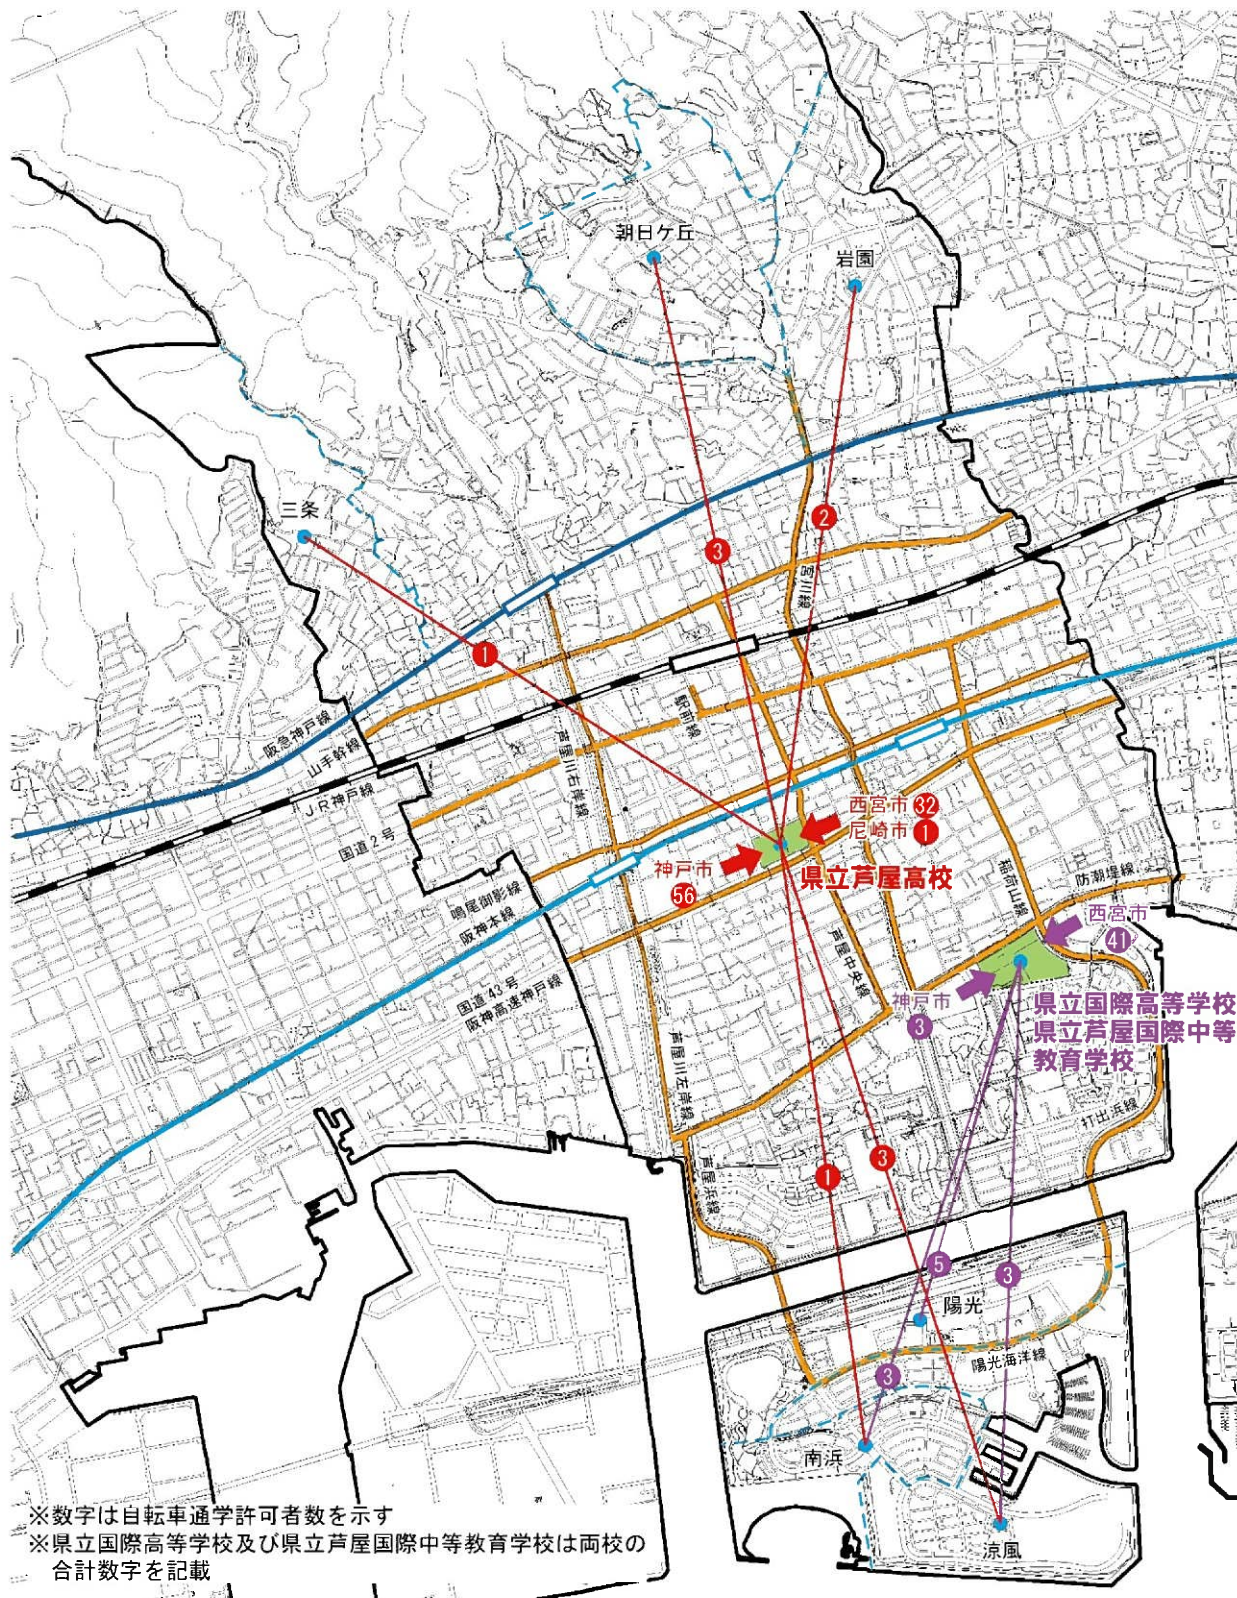 朝日ケ丘
岩園
三条
2
3
宮川線
1
駅前線
芦屋川右岸線
阪急神戸線
山手幹線
JR神戸線
国道2号
西宮市 32
尼崎市 1
神戸市
56
県立芦屋高校
鳴尾御影線
阪神本線
国道43号
阪神高速神戸線
稲荷山線
防潮堤線
西宮市
41
芦屋中央線
神戸市
3
県立国際高等学校
県立芦屋国際中等
教育学校
芦屋川左岸線
打出浜線
芦屋浜線
1
3
5
3
陽光
陽光海洋線
3
南浜
涼風
※数字は自転車通学許可者数を示す
※県立国際高等学校及び県立芦屋国際中等教育学校は両校の
合計数字を記載